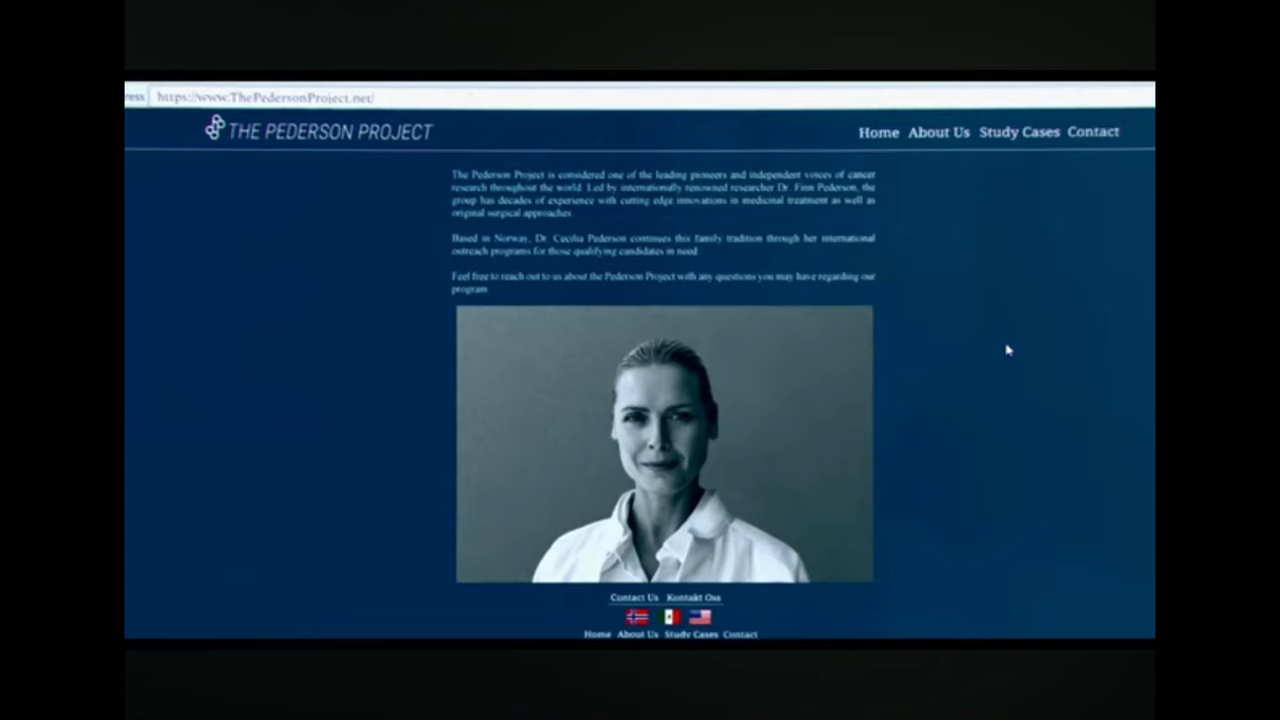 ress https://www.ThePedersonProject.net/
THE PEDERSON PROJECT Home About Us Study Cases Contact
The Pederson Project is considered one of the leading pioneers and independent voices of cancer
research throughout the world. Led by internationally renowned researcher Dr. Finn Pederson, the
group has decades of experience with cutting edge innovations in medicinal treatment as well as
original surgical approaches.
Based in Norway, Dr. Cecilia Pederson continues this family tradition through her international
outreach programs for those qualifying candidates in need.
Feel free to reach out to us about the Pederson Project with any questions you may have regarding our
program.
Contact Us Kontakt Oss
Home About Us Study Cases Contact